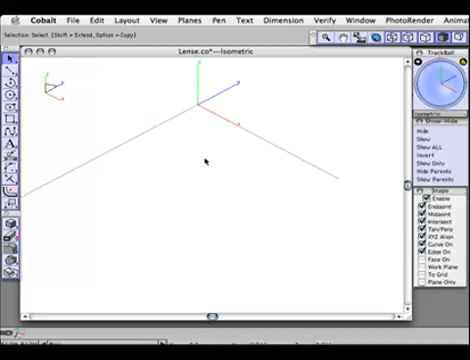 Cobalt File Edit Layout View Planes Text Dimension Verify Window PhotoRender Anima
Selection: Select [Shift = Extend, Option = Copy]
Lense.co*---Isometric
TrackBall
Isometric
Show-Hide
Hide
Show
Show ALL
Invert
Show Only
Hide Parents
Show Parents
Snaps
Enable
Endpoint
Midpoint
Intersect
Tan/Perp
XYZ Align
Curve On
Edge On
Face On
Work Plane
To Grid
Plane Only